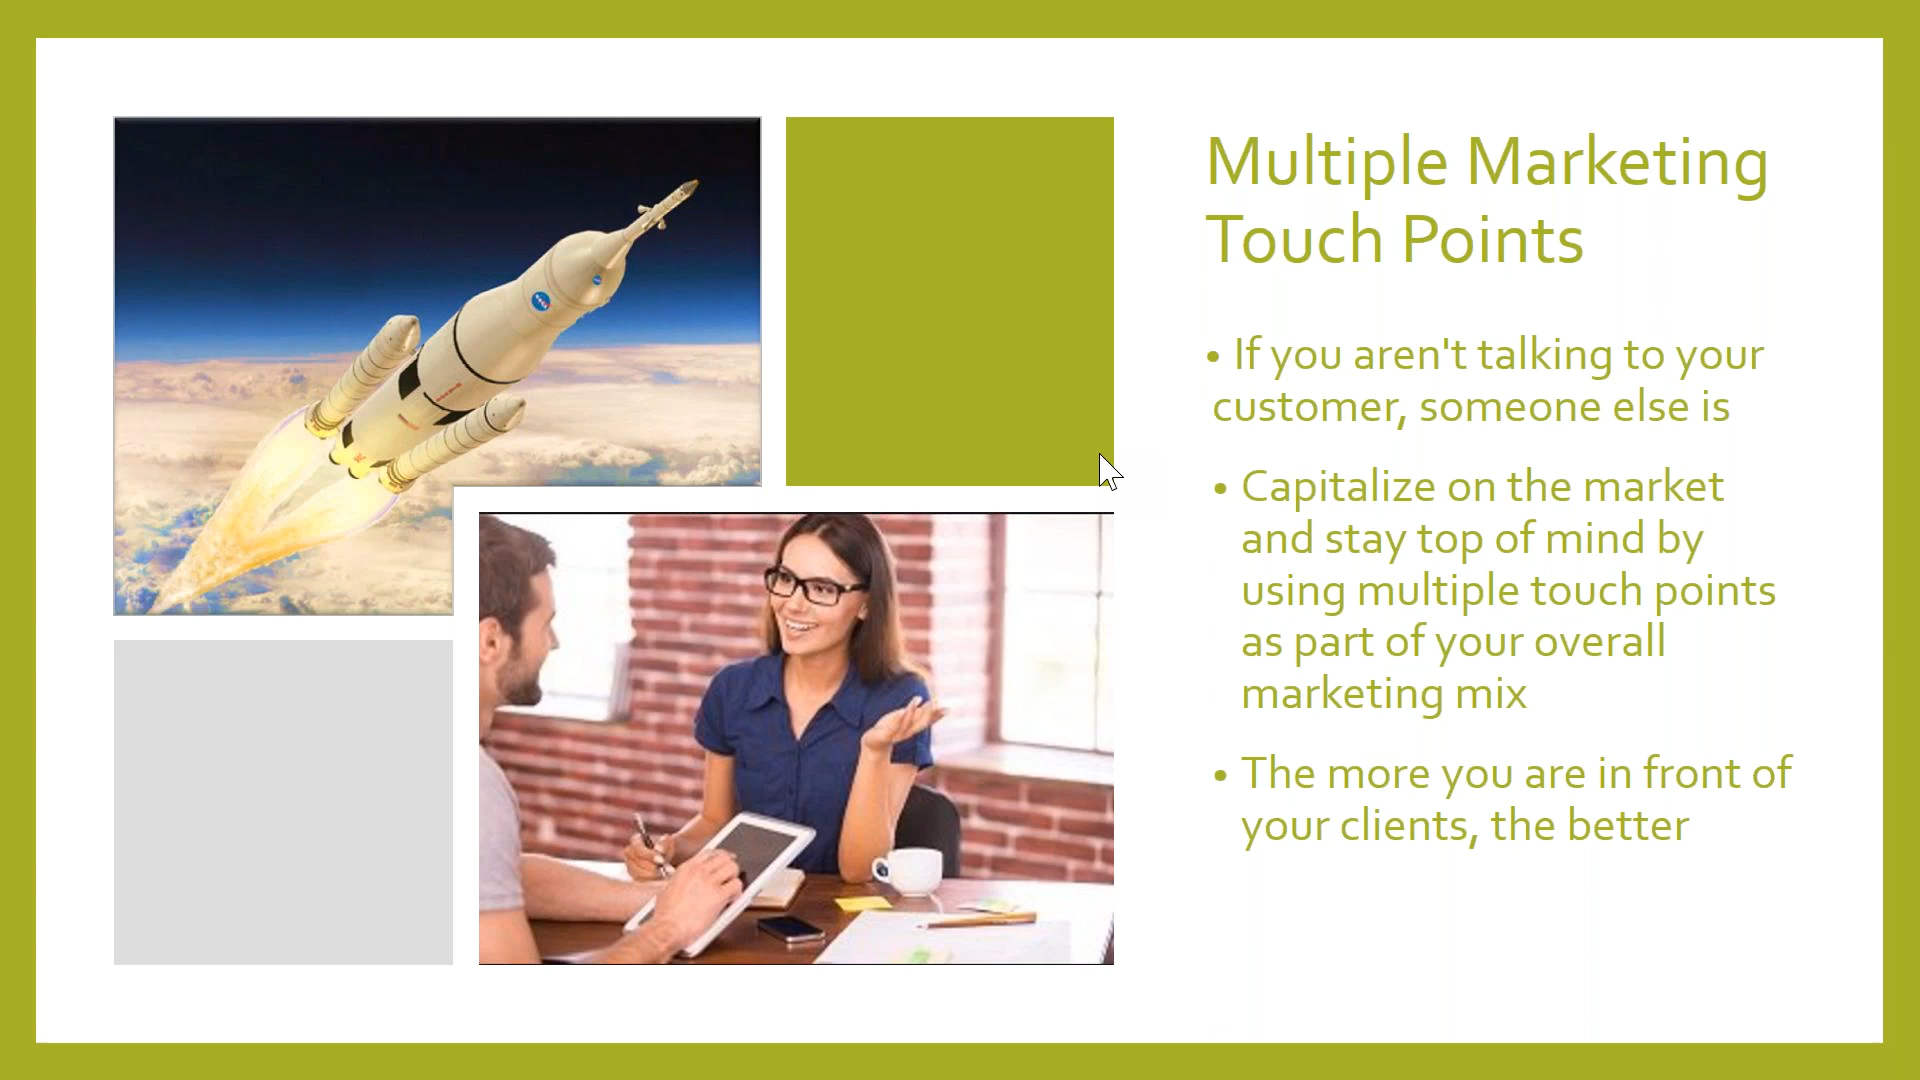 Multiple Marketing
Touch Points
• If you aren't talking to your
customer, someone else is
• Capitalize on the market
and stay top of mind by
using multiple touch points
as part of your overall
marketing mix
• The more you are in front of
your clients, the better
NASA